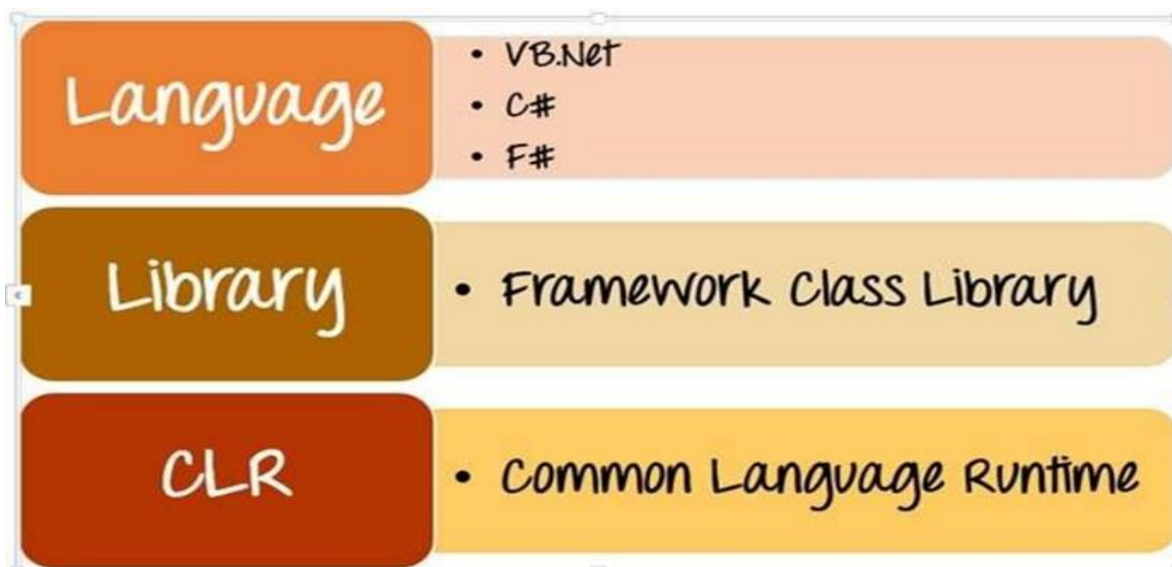 Language
• VB.Net
• C#
• F#
Library
• Framework Class Library
CLR
• Common Language Runtime